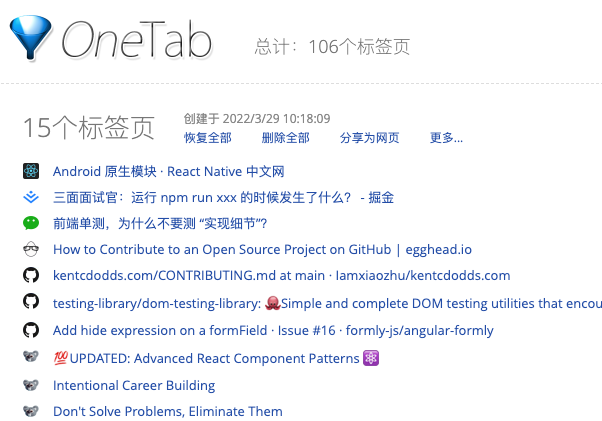 OneTab
总计：106个标签页
15个标签页
创建于 2022/3/29 10:18:09
恢复全部 删除全部 分享为网页 更多...
Android 原生模块 · React Native 中文网
三面面试官：运行 npm run xxx 的时候发生了什么？ - 掘金
前端单测，为什么不要测 “实现细节”？
How to Contribute to an Open Source Project on GitHub | egghead.io
kentcdodds.com/CONTRIBUTING.md at main · Iamxiaozhu/kentcdodds.com
testing-library/dom-testing-library: 🐙Simple and complete DOM testing utilities that encou
Add hide expression on a formField · Issue #16 · formly-js/angular-formly
💯UPDATED: Advanced React Component Patterns ⚛️
Intentional Career Building
Don't Solve Problems, Eliminate Them